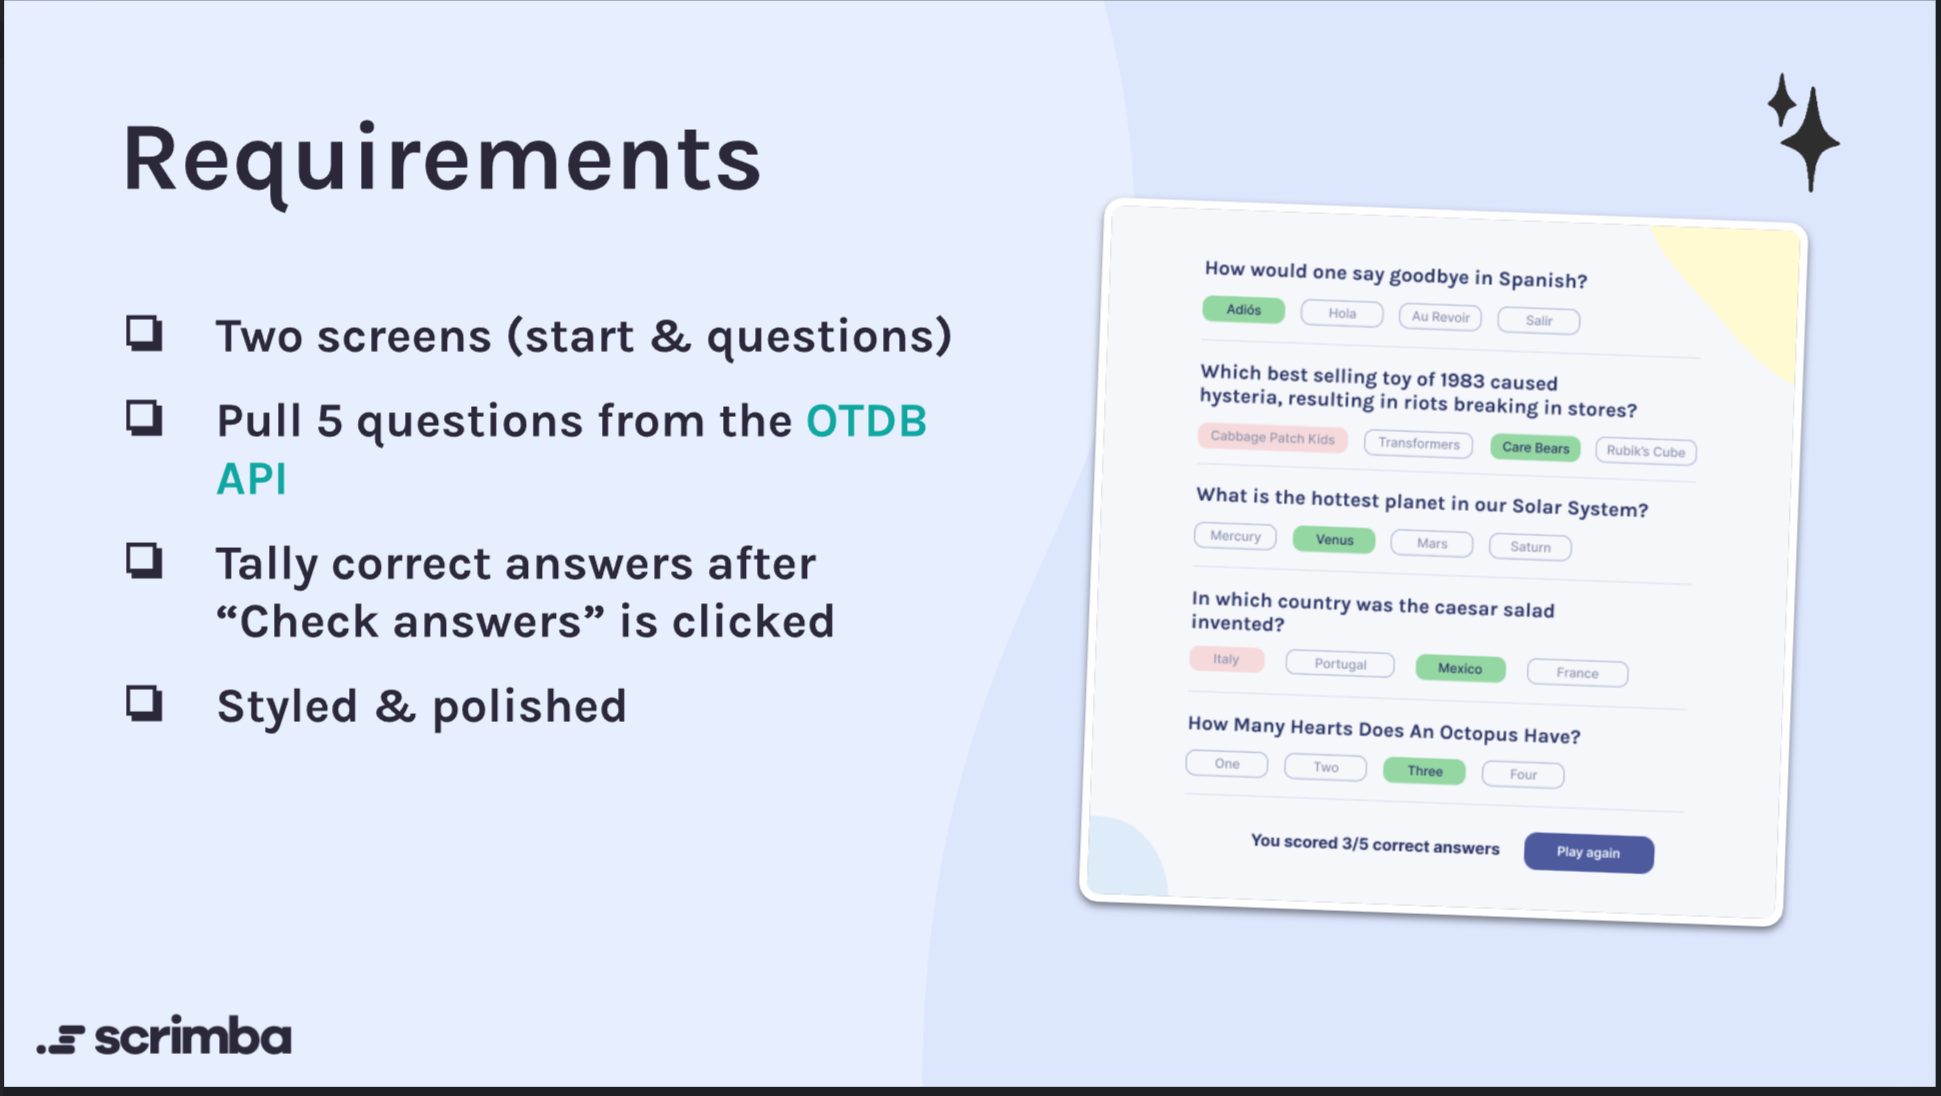 Requirements
Two screens (start & questions)
Pull 5 questions from the OTDB
API
Tally correct answers after
“Check answers” is clicked
Styled & polished
scrimba
How would one say goodbye in Spanish?
Adiós Hola Au Revoir Salir
Which best selling toy of 1983 caused
hysteria, resulting in riots breaking in stores?
Cabbage Patch Kids Transformers Care Bears Rubik’s Cube
What is the hottest planet in our Solar System?
Mercury Venus Mars Saturn
In which country was the caesar salad
invented?
Italy Portugal Mexico France
How Many Hearts Does An Octopus Have?
One Two Three Four
You scored 3/5 correct answers Play again